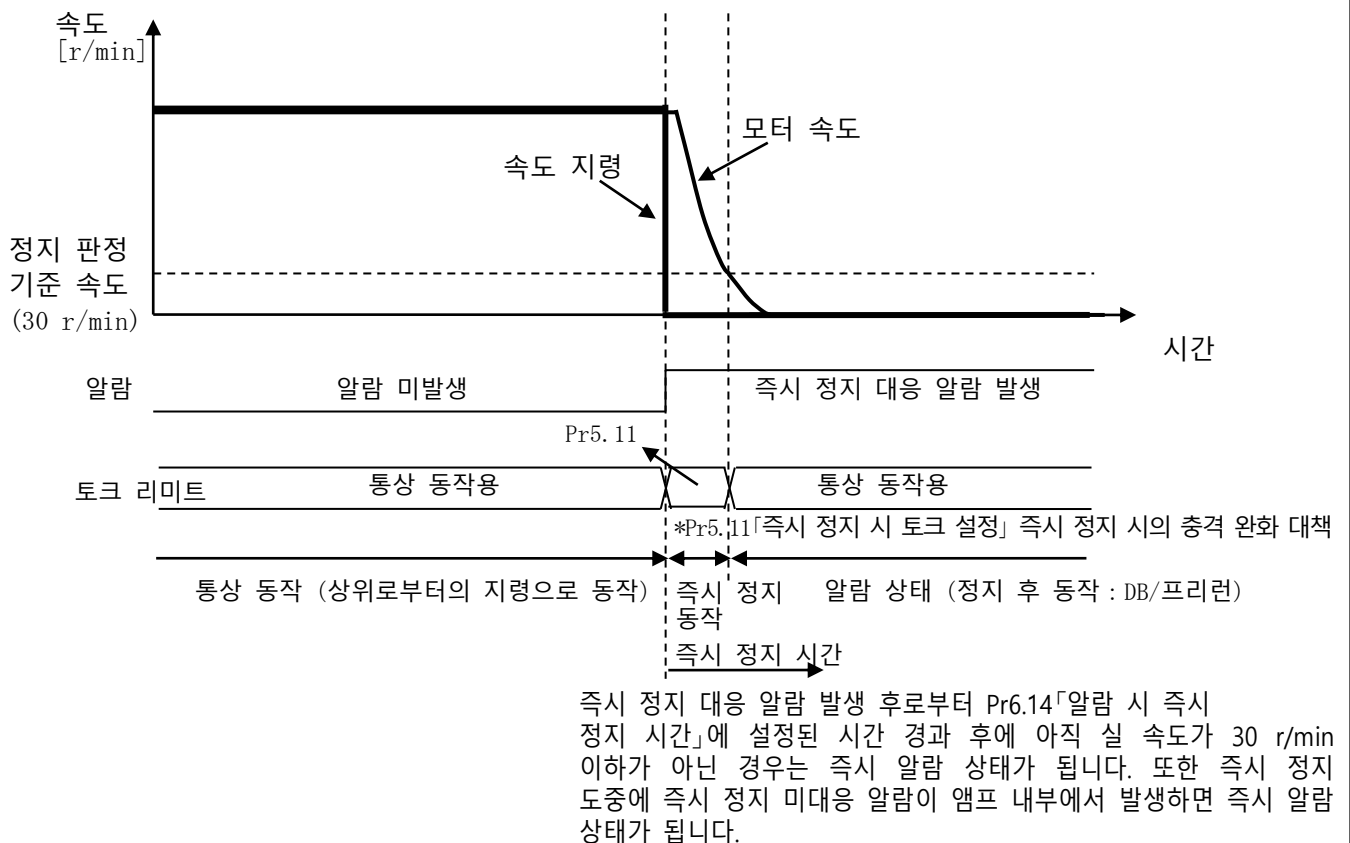 속도
[r/min]
모터 속도
속도 지령
정지 판정
기준 속도
(30 r/min)
시간
알람
알람 미발생
즉시 정지 대응 알람 발생
Pr5.11
토크 리미트
통상 동작용
통상 동작용
*Pr5.11「즉시 정지 시 토크 설정」 즉시 정지 시의 충격 완화 대책
통상 동작 (상위로부터의 지령으로 동작)
즉시 정지
동작
알람 상태 (정지 후 동작 : DB/프리런)
즉시 정지 시간
즉시 정지 대응 알람 발생 후로부터 Pr6.14「알람 시 즉시
정지 시간」에 설정된 시간 경과 후에 아직 실 속도가 30 r/min
이하가 아닌 경우는 즉시 알람 상태가 됩니다. 또한 즉시 정지
도중에 즉시 정지 미대응 알람이 앰프 내부에서 발생하면 즉시 알람
상태가 됩니다.